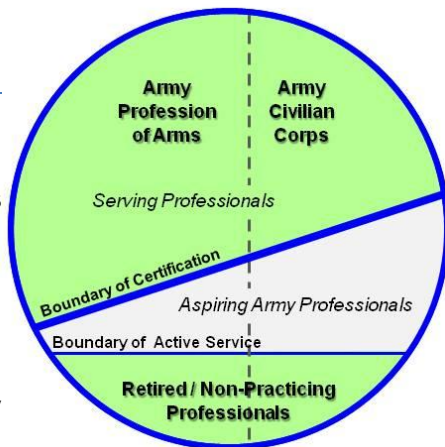 Army
Profession
of Arms
Army
Civilian
Corps
Serving Professionals
Boundary of Certification
Aspiring Army Professionals
Boundary of Active Service
Retired / Non-Practicing
Professionals